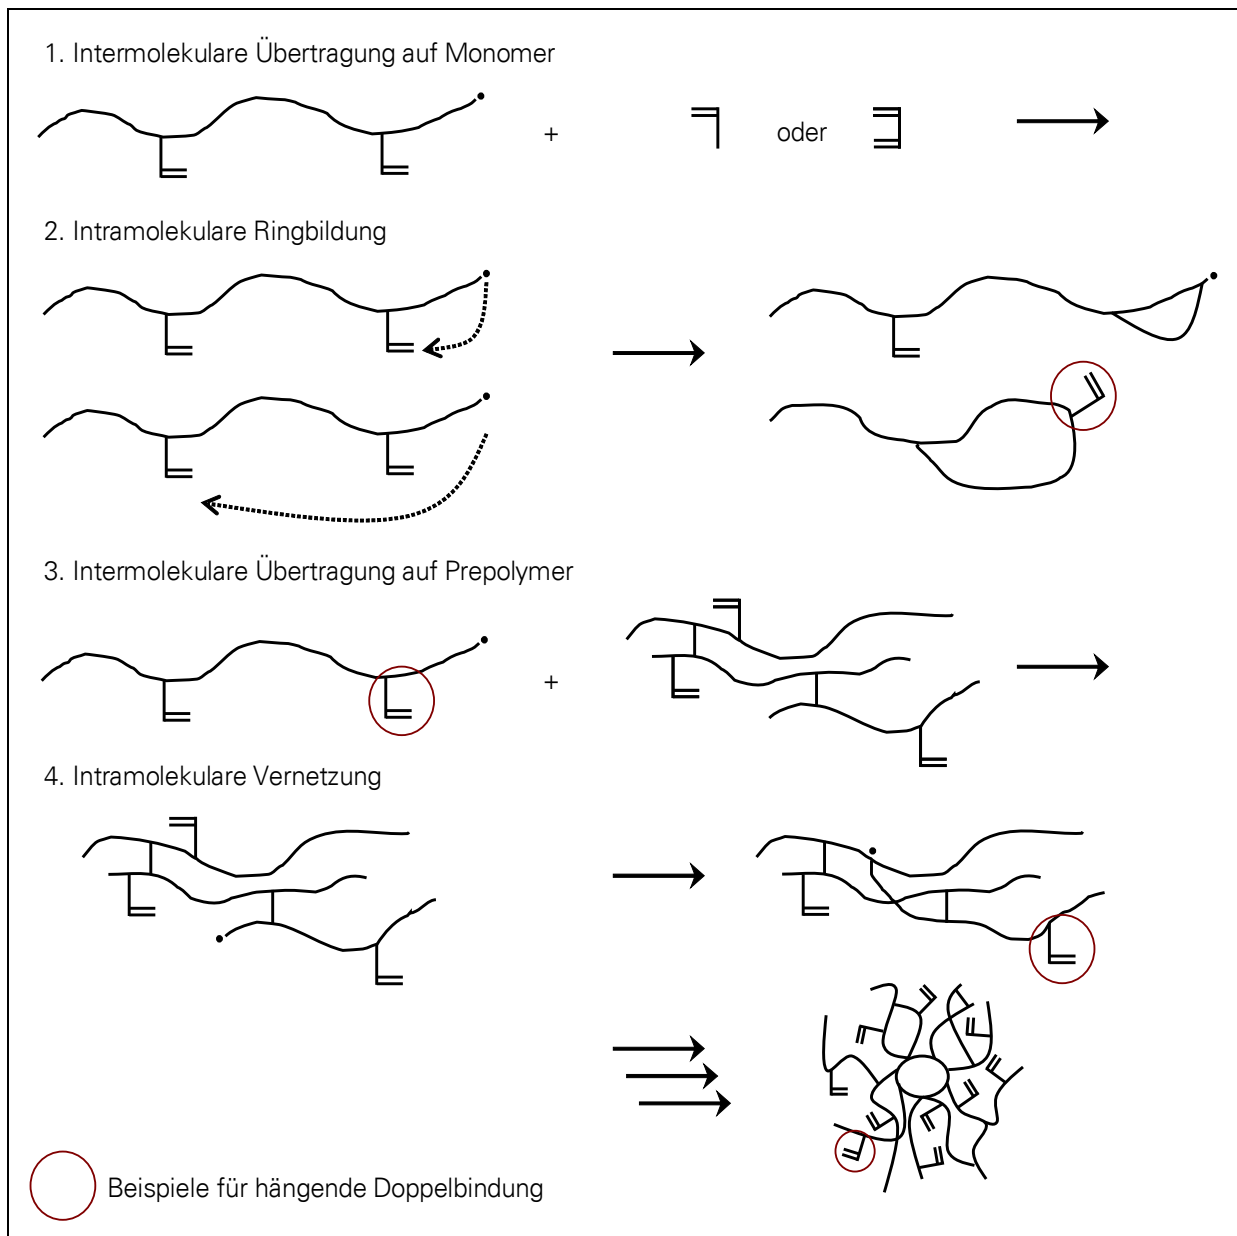 1. Intermolekulare Übertragung auf Monomer
+ oder
2. Intramolekulare Ringbildung
3. Intermolekulare Übertragung auf Prepolymer
+
4. Intramolekulare Vernetzung
Beispiele für hängende Doppelbindung